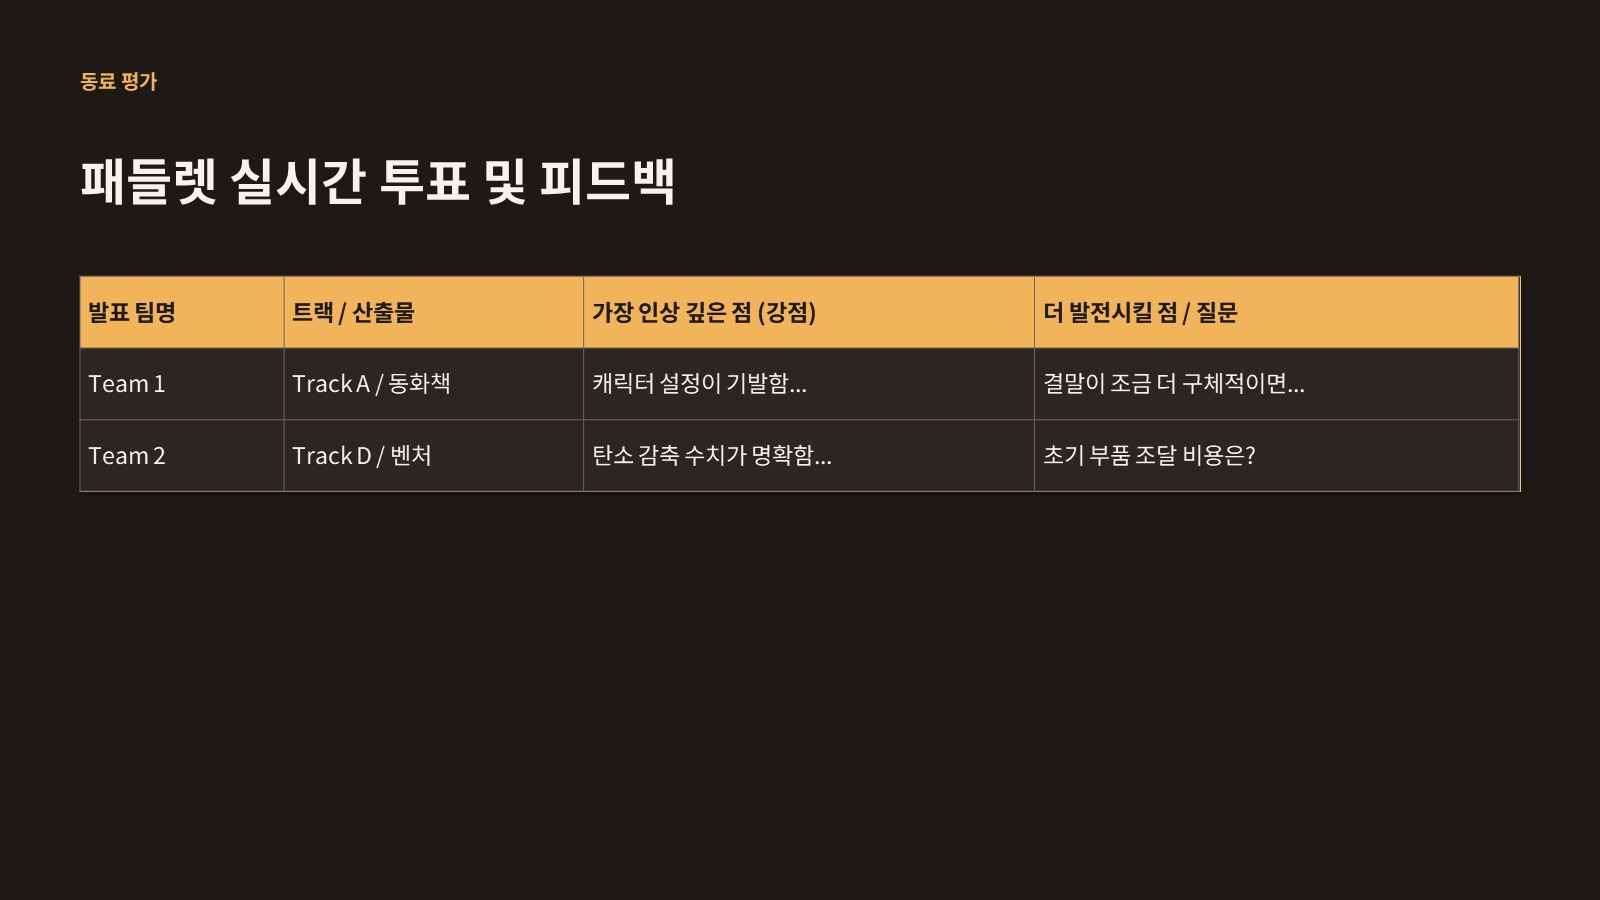 동료 평가
패들렛 실시간 투표 및 피드백
발표 팀명 트랙 / 산출물 가장 인상 깊은 점 (강점) 더 발전시킬 점 / 질문
Team 1 Track A / 동화책 캐릭터 설정이 기발함... 결말이 조금 더 구체적이면...
Team 2 Track D / 벤처 탄소 감축 수치가 명확함... 초기 부품 조달 비용은?